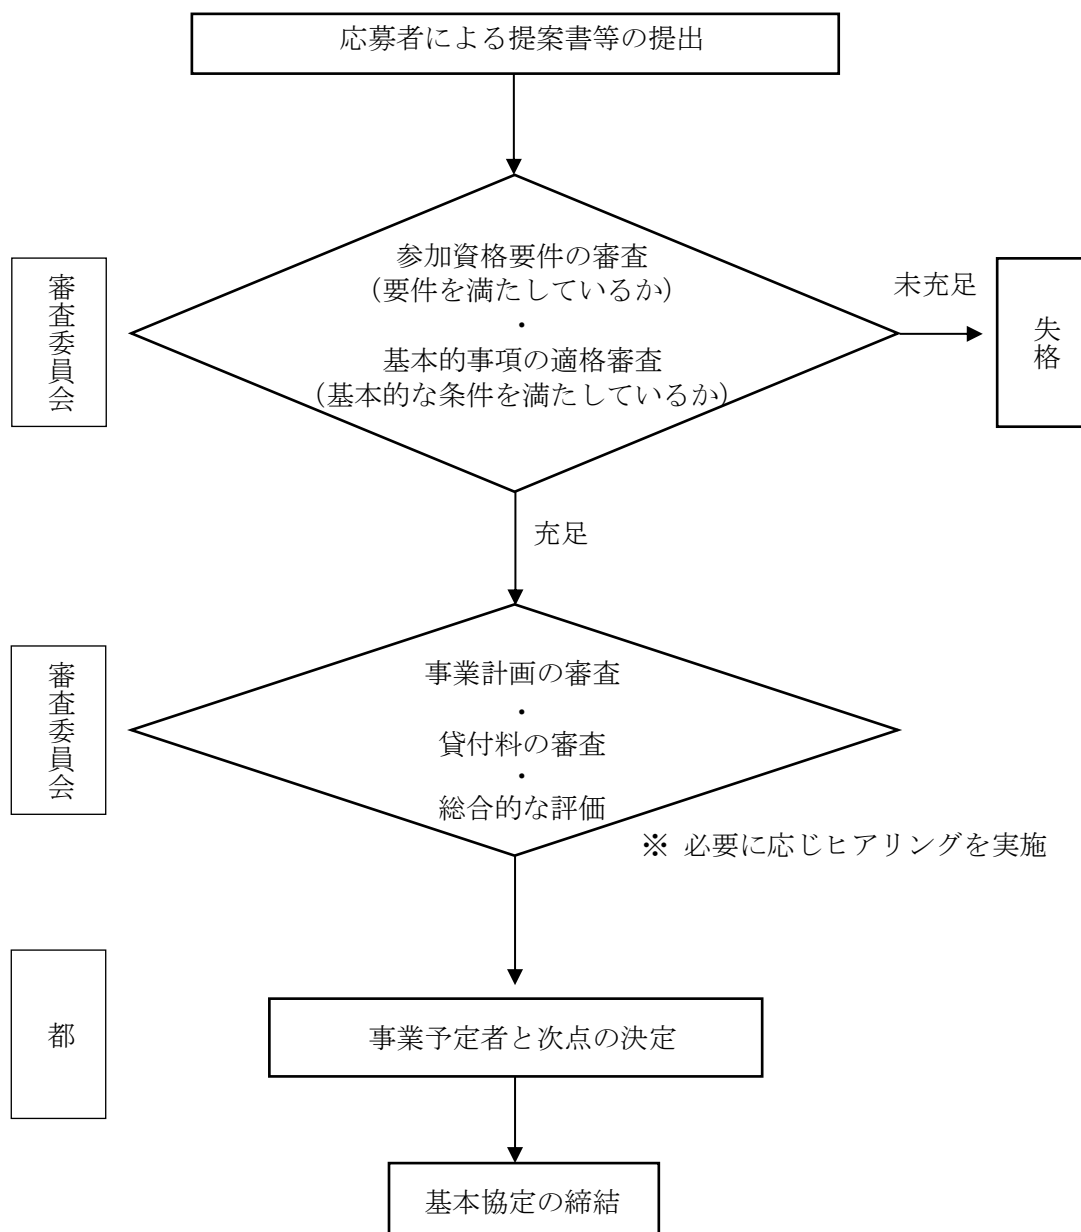 応募者による提案書等の提出
審査委員会
参加資格要件の審査
（要件を満たしているか）
・
基本的事項の適格審査
（基本的な条件を満たしているか）
未充足
失格
充足
審査委員会
事業計画の審査
・
貸付料の審査
・
総合的な評価
※ 必要に応じヒアリングを実施
都
事業予定者と次点の決定
基本協定の締結